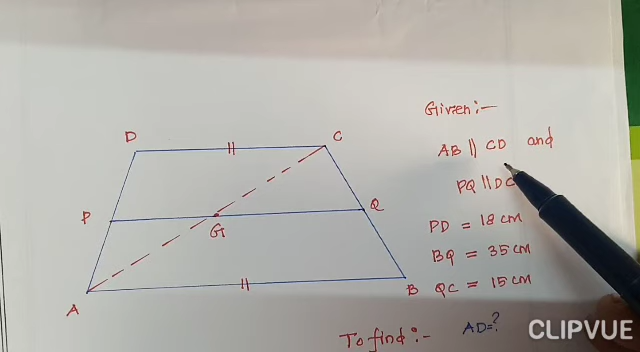 Given:-
AB || CD and
PQ || DC
PD = 18 CM
BQ = 35 CM
QC = 15 CM
To find:- AD=?
D
C
P
Q
G
A
B
CLIPVUE